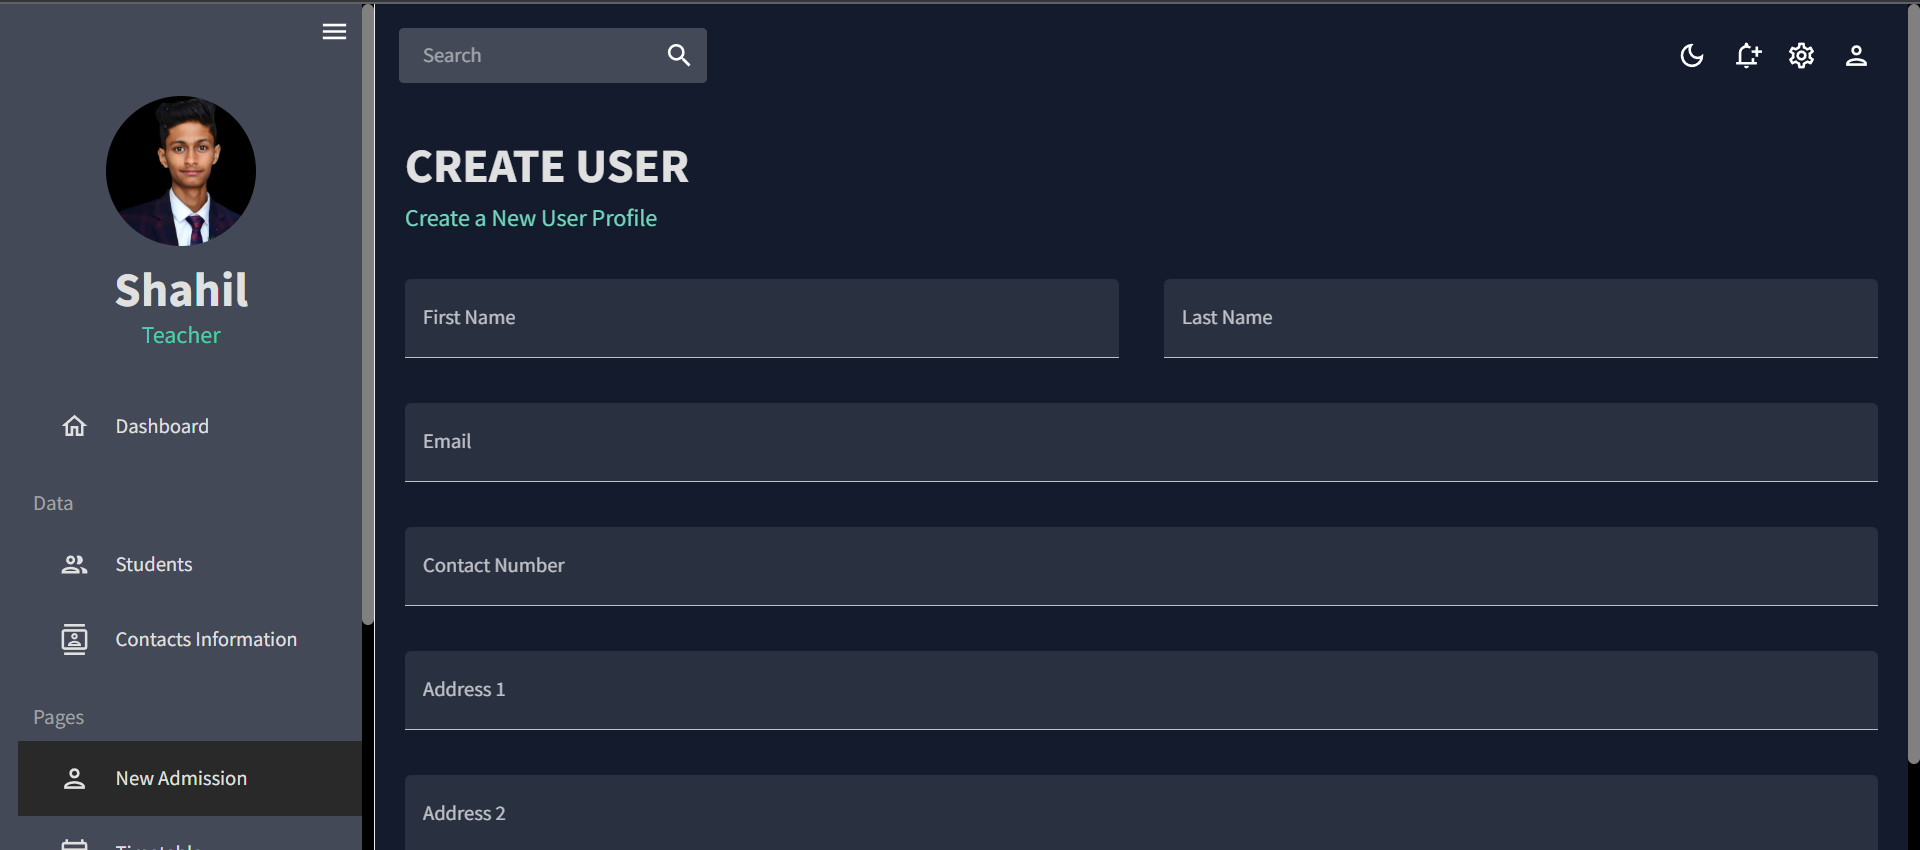 Search
Shahil
Teacher
Dashboard
Data
Students
Contacts Information
Pages
New Admission
CREATE USER
Create a New User Profile
First Name
Last Name
Email
Contact Number
Address 1
Address 2